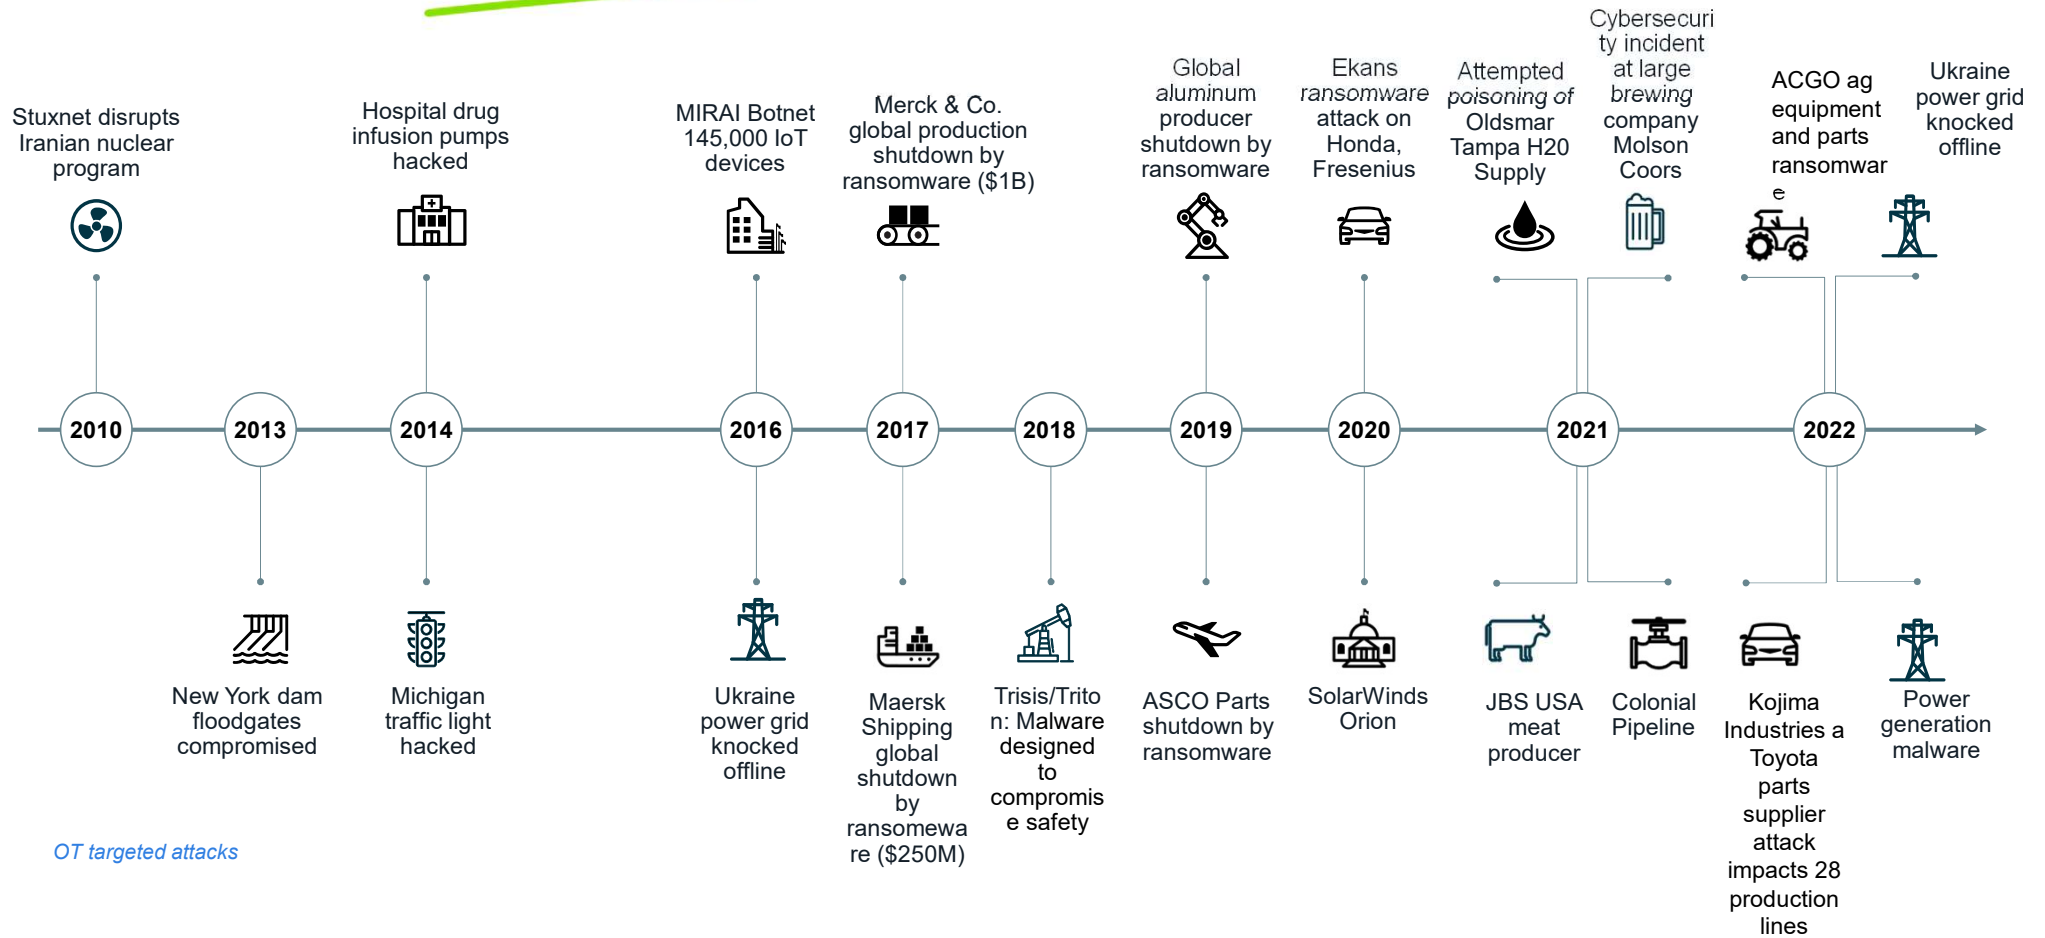 Stuxnet disrupts
Iranian nuclear
program
Hospital drug
infusion pumps
hacked
MIRAI Botnet
145,000 IoT
devices
Merck & Co.
global production
shutdown by
ransomware ($1B)
Global
aluminum
producer
shutdown by
ransomware
Ekans
ransomware
attack on
Honda,
Fresenius
Attempted
poisoning of
Oldsmar
Tampa H20
Supply
Cybersecuri
ty incident
at large
brewing
company
Molson
Coors
ACGO ag
equipment
and parts
ransomwar
e
Ukraine
power grid
knocked
offline
2010
2013
2014
2016
2017
2018
2019
2020
2021
2022
New York dam
floodgates
compromised
Michigan
traffic light
hacked
Ukraine
power grid
knocked
offline
Maersk
Shipping
global
shutdown
by
ransomewa
re ($250M)
Trisis/Trito
n: Malware
designed
to
compromis
e safety
ASCO Parts
shutdown by
ransomware
SolarWinds
Orion
JBS USA
meat
producer
Colonial
Pipeline
Kojima
Industries a
Toyota
parts
supplier
attack
impacts 28
production
lines
Power
generation
malware
OT targeted attacks